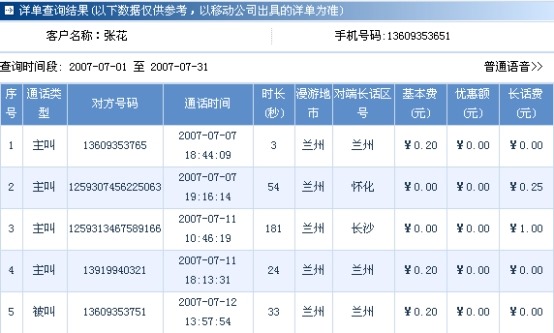 详单查询结果(以下数据仅供参考，以移动公司出具的详单为准)
客户名称：张花 手机号码:13609353651
查询时间段: 2007-07-01 至 2007-07-31 普通语音>>
序号 通话类型 对方号码 通话时间 时长(秒) 漫游地市 对端长话区号 基本费(元) 优惠额(元) 长话费(元)
1 主叫 13609353765 2007-07-07 18:44:09 3 兰州 兰州 ￥0.20 ￥0.00 ￥0.00
2 主叫 1259307456225063 2007-07-07 19:16:14 54 兰州 怀化 ￥0.00 ￥0.00 ￥0.25
3 主叫 1259313467589166 2007-07-11 10:46:19 181 兰州 长沙 ￥0.00 ￥0.00 ￥1.00
4 主叫 13919940321 2007-07-11 18:13:31 24 兰州 兰州 ￥0.20 ￥0.00 ￥0.00
5 被叫 13609353751 2007-07-12 13:57:54 33 兰州 兰州 ￥0.20 ￥0.00 ￥0.00